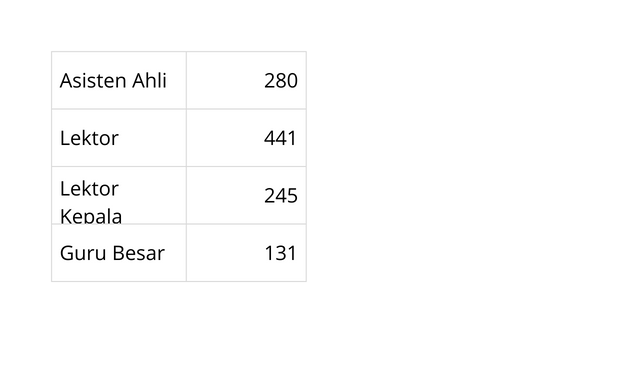 Asisten Ahli 280
Lektor 441
Lektor
Kepala 245
Guru Besar 131